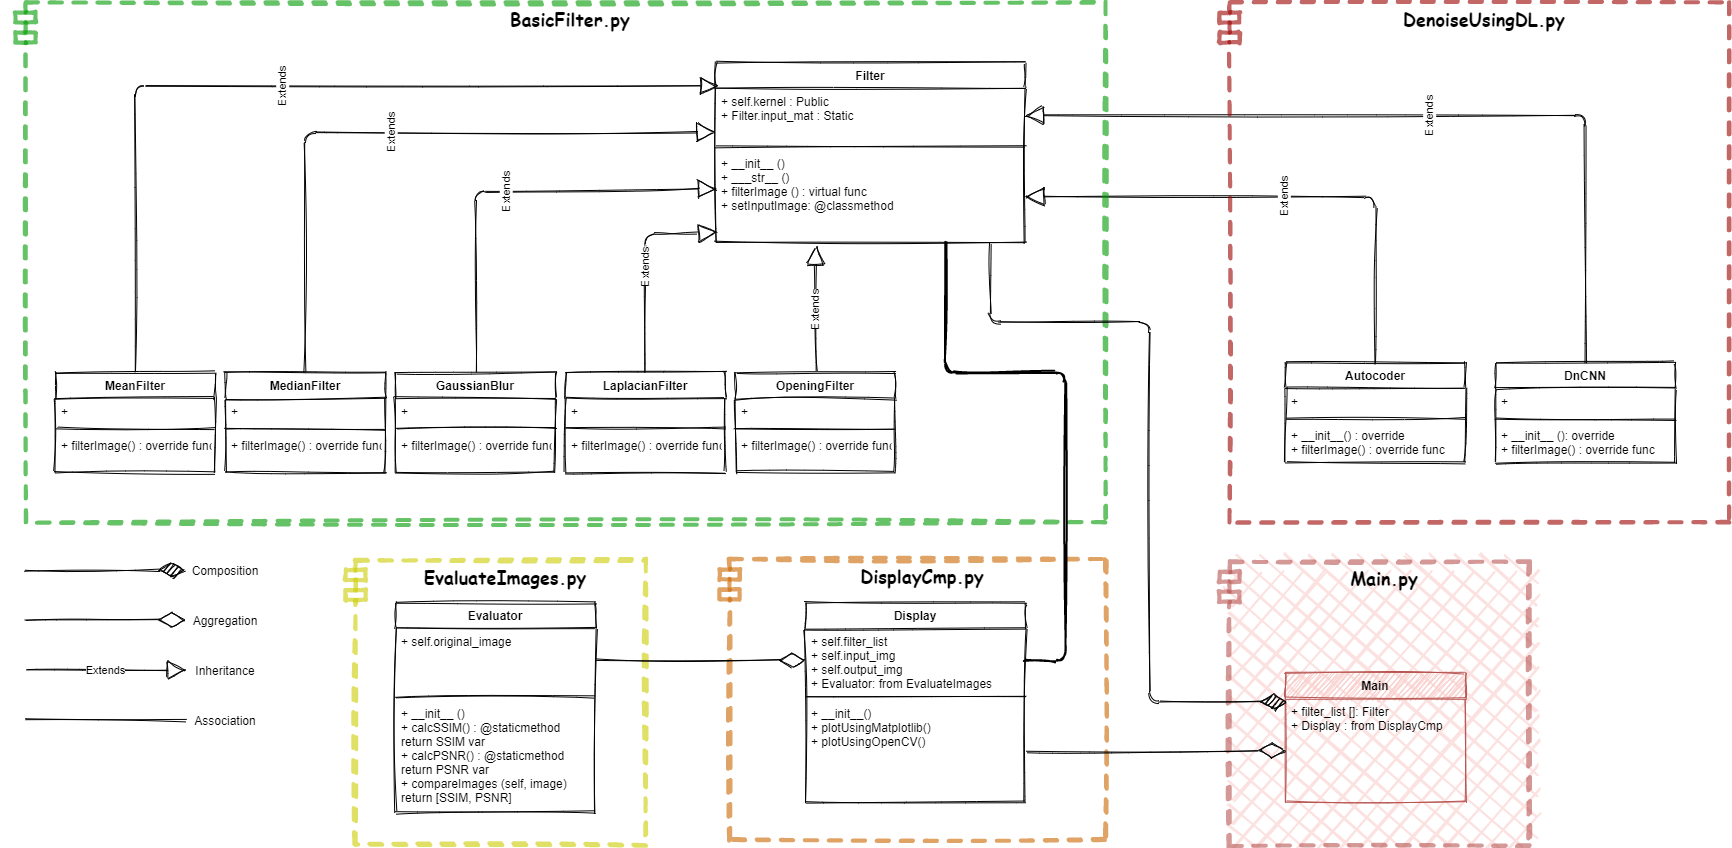 BasicFilter.py
DenoiseUsingDL.py
Extends
Extends
Extends
Extends
Extends
Filter
+ self.kernel : Public
+ Filter.input_mat : Static
+ __init__ ()
+ ___str__ ()
+ filterImage () : virtual func
+ setInputImage: @classmethod
Extends
Extends
MeanFilter
+
+ filterImage() : override func
MedianFilter
+
+ filterImage() : override func
GaussianBlur
+
+ filterImage() : override func
LaplacianFilter
+
+ filterImage() : override func
OpeningFilter
+
+ filterImage() : override func
Autocoder
+
+ __init__() : override
+ filterImage() : override func
DnCNN
+
+ __init__ (): override
+ filterImage() : override func
Composition
Aggregation
Extends
Inheritance
Association
EvaluateImages.py
Evaluator
+ self.original_image
+ __init__ ()
+ calcSSIM() : @staticmethod
return SSIM var
+ calcPSNR() : @staticmethod
return PSNR var
+ compareImages (self, image)
return [SSIM, PSNR]
DisplayCmp.py
Display
+ self.filter_list
+ self.input_img
+ self.output_img
+ Evaluator: from EvaluateImages
+ __init__()
+ plotUsingMatplotlib()
+ plotUsingOpenCV()
Main.py
Main
+ filter_list []: Filter
+ Display : from DisplayCmp